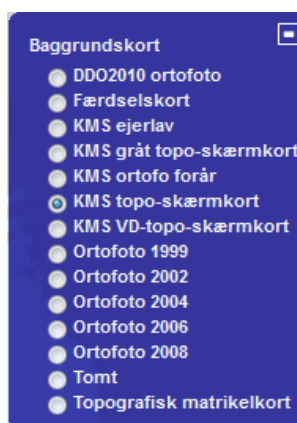 Baggrundskort
DDO2010 ortofoto
Færdselskort
KMS ejerlav
KMS gråt topo-skærmkort
KMS ortofo forår
KMS topo-skærmkort
KMS VD-topo-skærmkort
Ortofoto 1999
Ortofoto 2002
Ortofoto 2004
Ortofoto 2006
Ortofoto 2008
Tomt
Topografisk matrikelkort